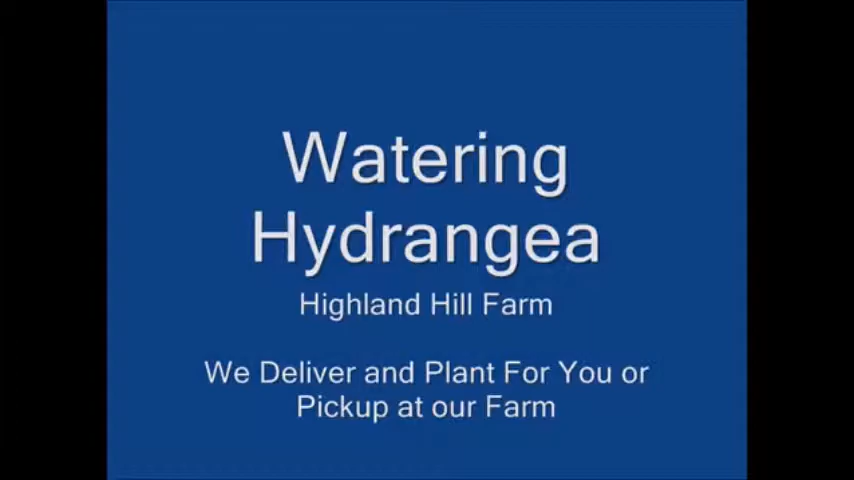 Watering
Hydrangea
Highland Hill Farm
We Deliver and Plant For You or
Pickup at our Farm